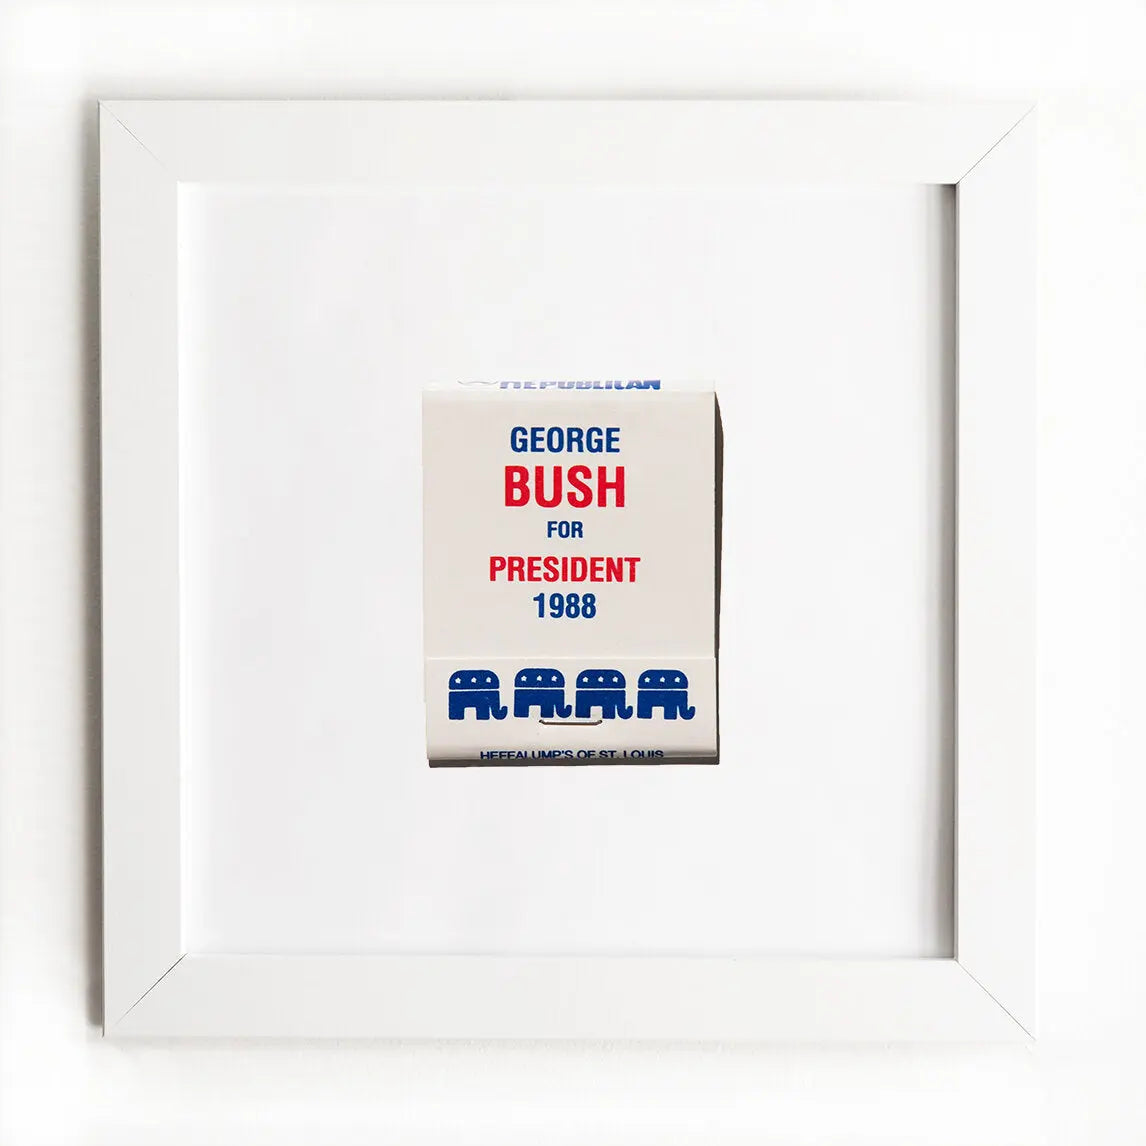 REPUBLICAN
GEORGE
BUSH
FOR
PRESIDENT
1988
HEFFALUMP'S OF ST. LOUIS